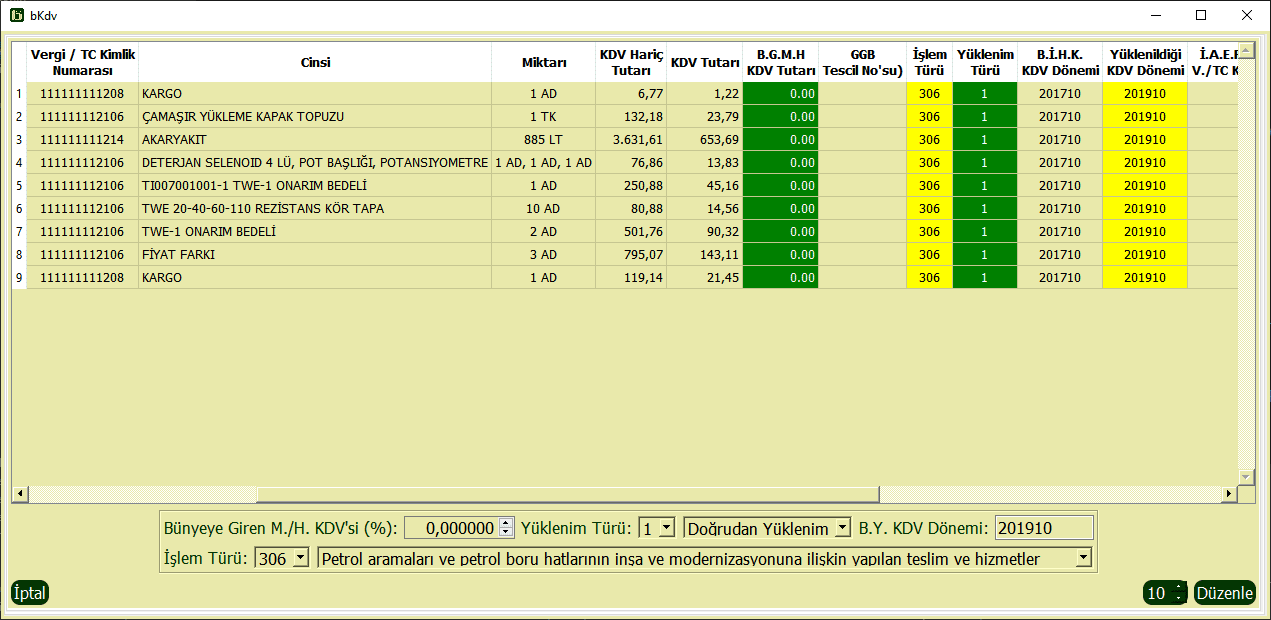 bKdv
Vergi / TC Kimlik Numarası Cinsi Miktarı KDV Hariç Tutarı KDV Tutarı B.G.M.H KDV Tutarı GGB Tescil No'su) İşlem Türü Yüklenim Türü B.İ.H.K. KDV Dönemi Yüklenildiği KDV Dönemi İ.A.E.F V./TC K
1 111111111208 KARGO 1 AD 6,77 1,22 0.00 306 1 201710 201910
2 111111112106 ÇAMAŞIR YÜKLEME KAPAK TOPUZU 1 TK 132,18 23,79 0.00 306 1 201710 201910
3 111111111214 AKARYAKIT 885 LT 3.631,61 653,69 0.00 306 1 201710 201910
4 111111112106 DETERJAN SELENOID 4 LÜ, POT BAŞLIĞI, POTANSIYOMETRE 1 AD, 1 AD, 1 AD 76,86 13,83 0.00 306 1 201710 201910
5 111111112106 TI007001001-1 TWE-1 ONARIM BEDELİ 1 AD 250,88 45,16 0.00 306 1 201710 201910
6 111111112106 TWE 20-40-60-110 REZİSTANS KÖR TAPA 10 AD 80,88 14,56 0.00 306 1 201710 201910
7 111111112106 TWE-1 ONARIM BEDELİ 2 AD 501,76 90,32 0.00 306 1 201710 201910
8 111111112106 FİYAT FARKI 3 AD 795,07 143,11 0.00 306 1 201710 201910
9 111111111208 KARGO 1 AD 119,14 21,45 0.00 306 1 201710 201910
Bünyeye Giren M./H. KDV'si (%): 0,000000 Yüklenim Türü: 1 Doğrudan Yüklenim B.Y. KDV Dönemi: 201910
İşlem Türü: 306 Petrol aramaları ve petrol boru hatlarının inşa ve modernizasyonuna ilişkin yapılan teslim ve hizmetler
İptal 10 Düzenle